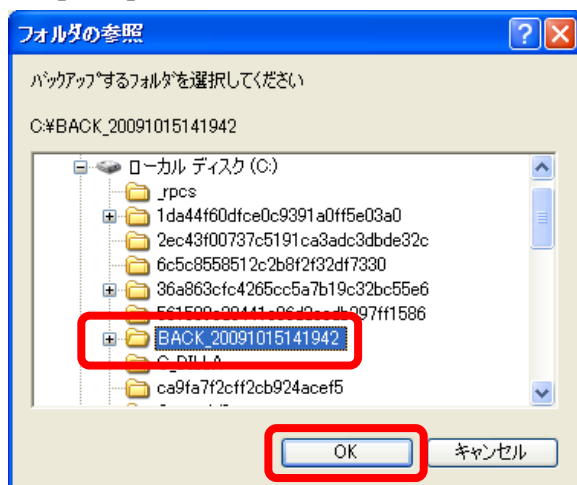 フォルダの参照
バックアップするフォルダを選択してください
C:¥BACK_20091015141942
ローカル ディスク (C:)
_rpcs
1da44f60dfce0c9391a0ff5e03a0
2ec43f00737c5191ca3adc3dbde32c
6c5c8558512c2b8f2f32df7330
36a863cfc4265cc5a7b19c32bc55e6
BACK_20091015141942
C_DILLA
ca9fa7f2cff2cb924acef5
OK
キャンセル